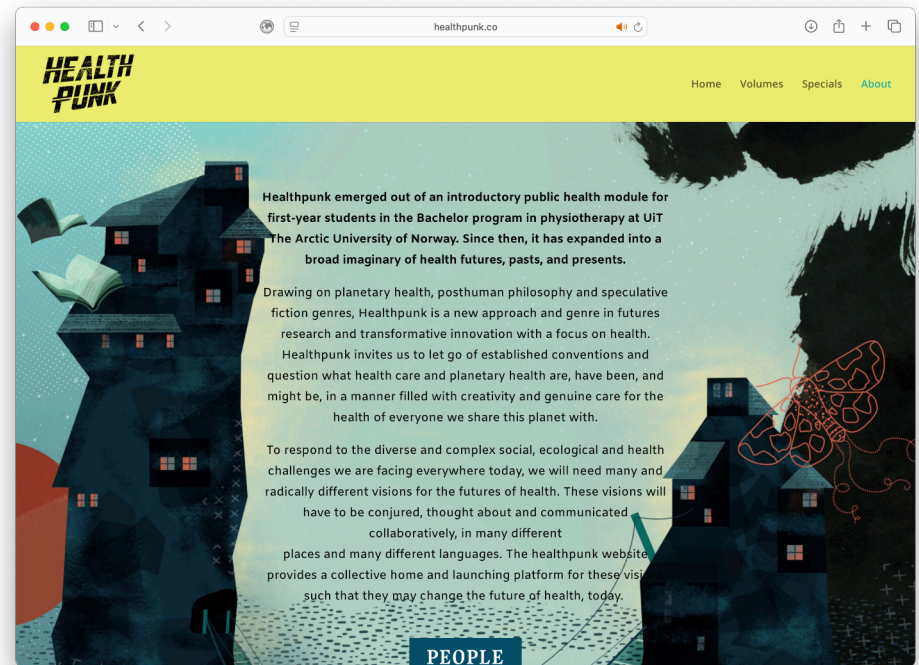 healthpunk.co
HEALTH
PUNK
Home Volumes Specials About
Healthpunk emerged out of an introductory public health module for
first-year students in the Bachelor program in physiotherapy at UiT
The Arctic University of Norway. Since then, it has expanded into a
broad imaginary of health futures, pasts, and presents.
Drawing on planetary health, posthuman philosophy and speculative
fiction genres, Healthpunk is a new approach and genre in futures
research and transformative innovation with a focus on health.
Healthpunk invites us to let go of established conventions and
question what health care and planetary health are, have been, and
might be, in a manner filled with creativity and genuine care for the
health of everyone we share this planet with.
To respond to the diverse and complex social, ecological and health
challenges we are facing everywhere today, we will need many and
radically different visions for the futures of health. These visions will
have to be conjured, thought about and communicated
collaboratively, in many different
places and many different languages. The healthpunk website
provides a collective home and launching platform for these visions
such that they may change the future of health, today.
PEOPLE